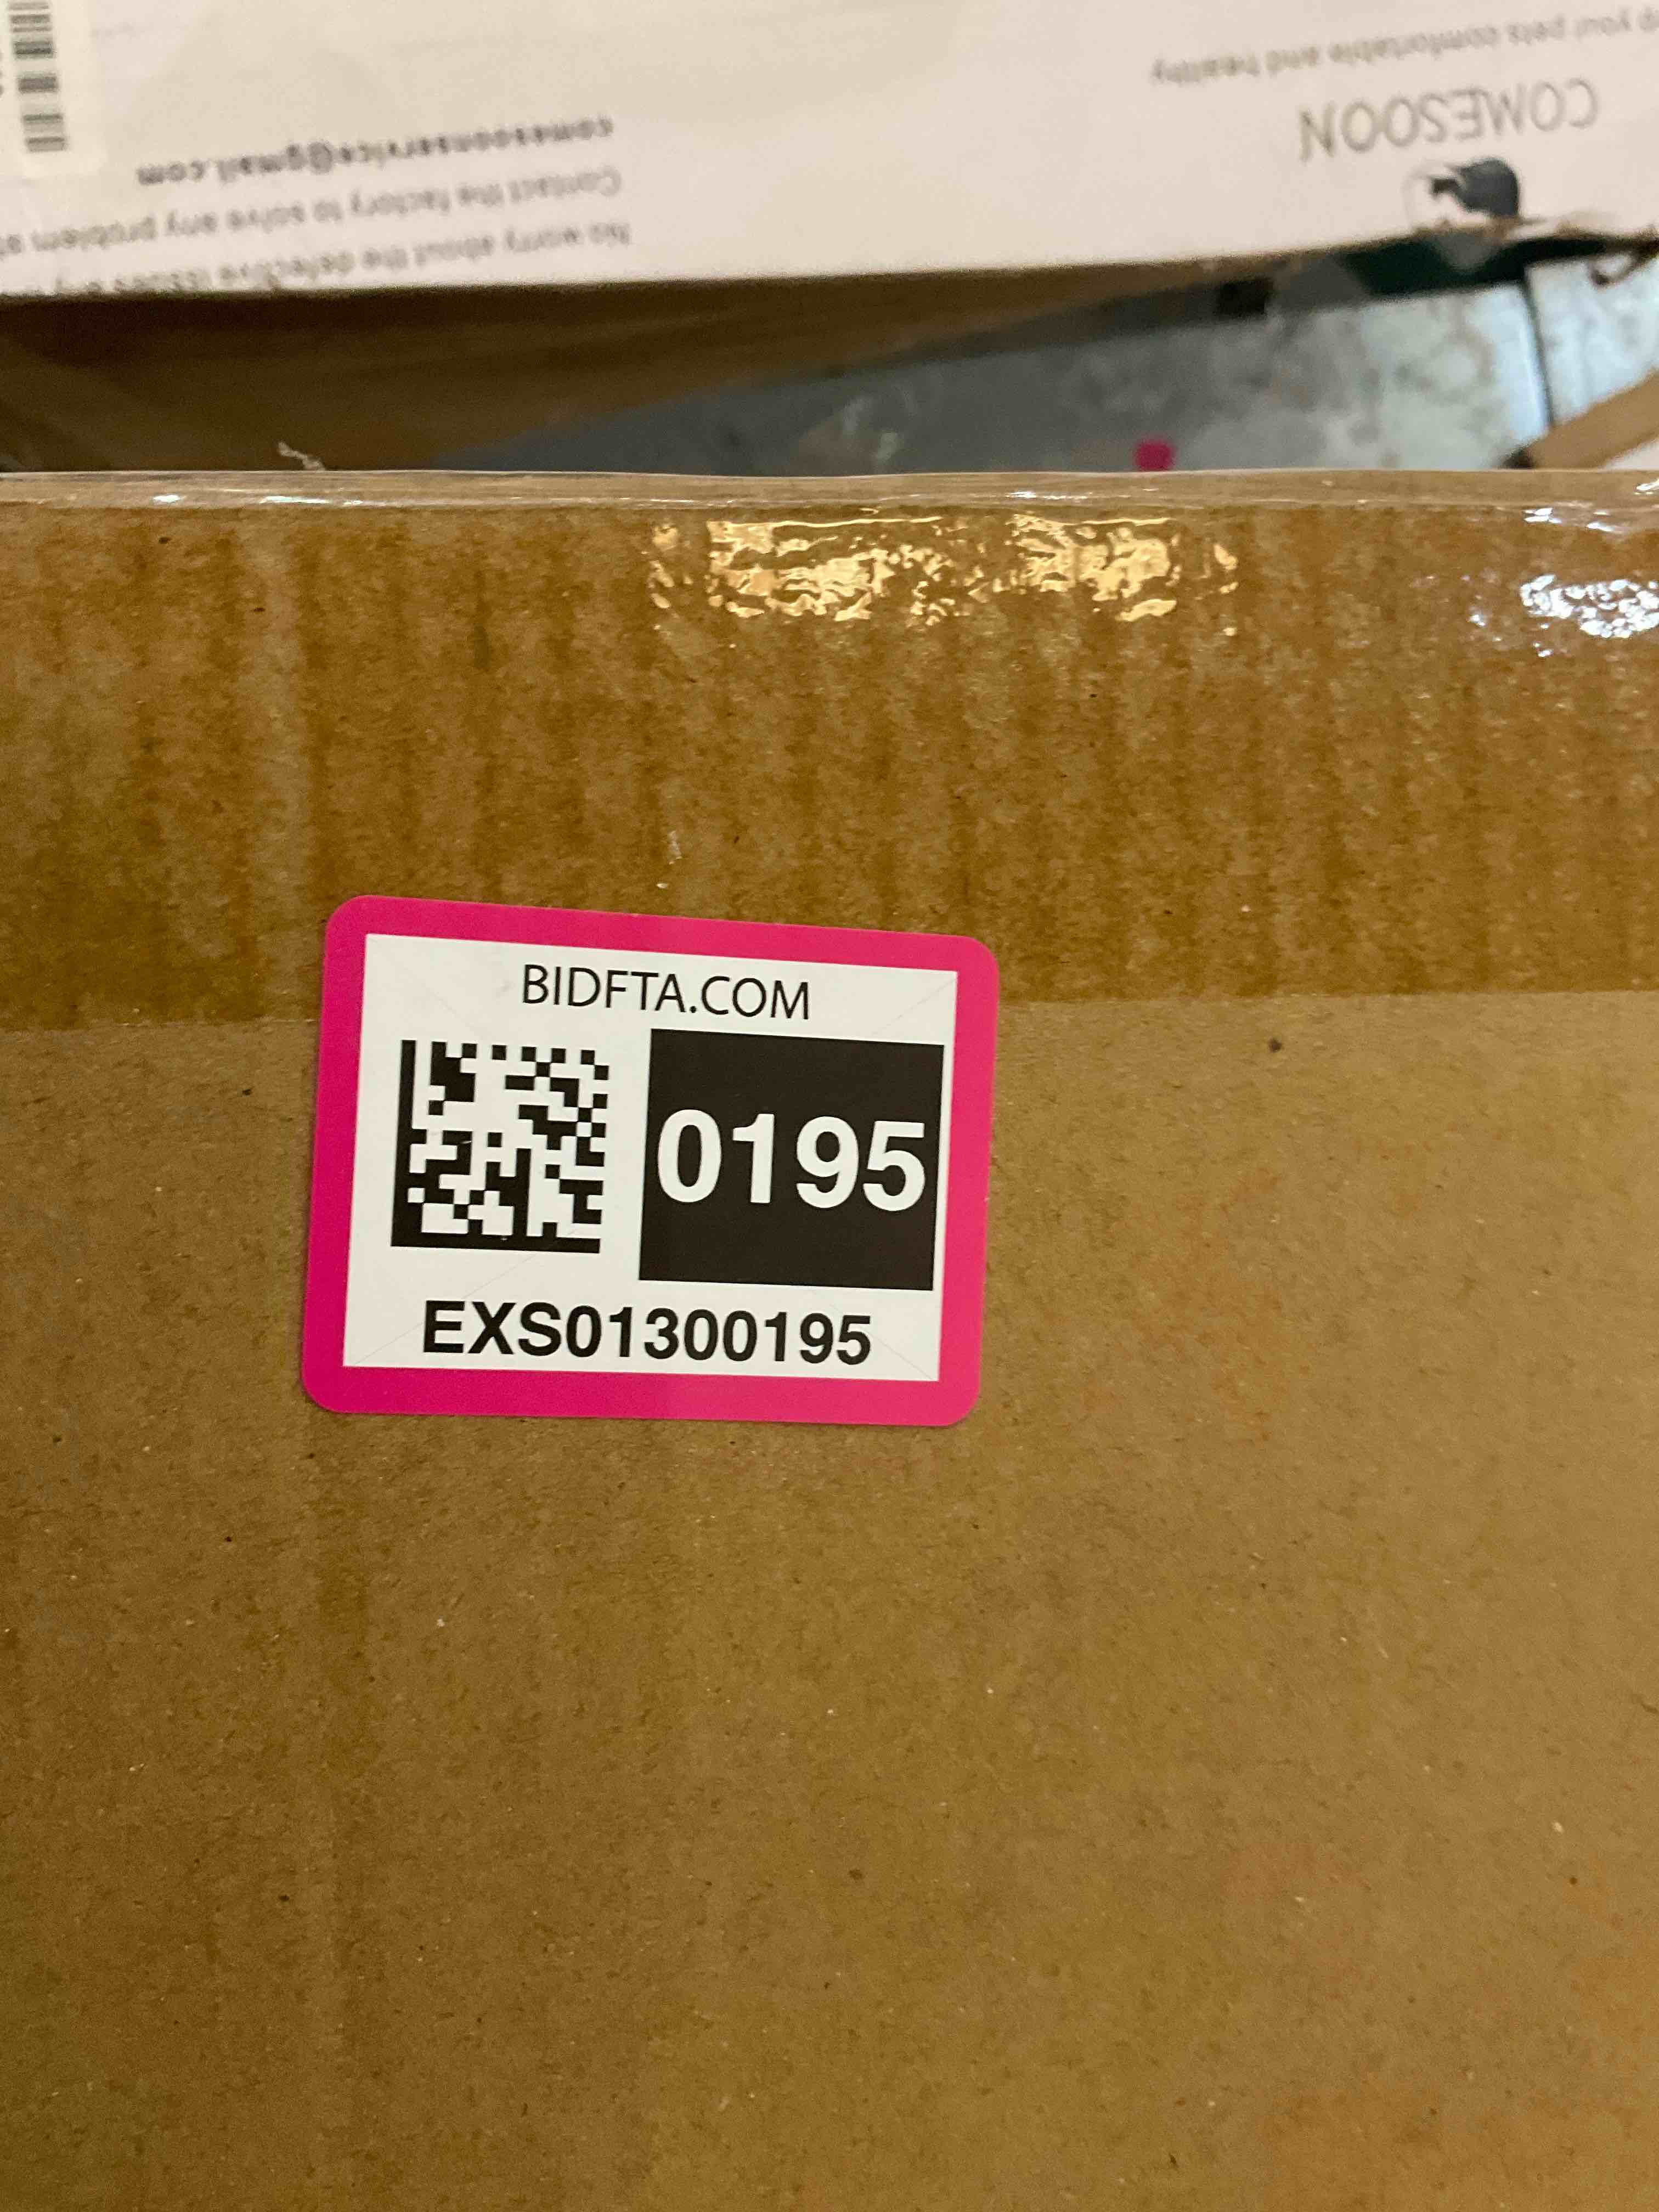 BIDFTA.COM
0195
EXS01300195
COMESOON
your pets comfortable and healthy
No worry about the defective issues
Contact the factory to solve any problem
comesoonservice@gmail.com